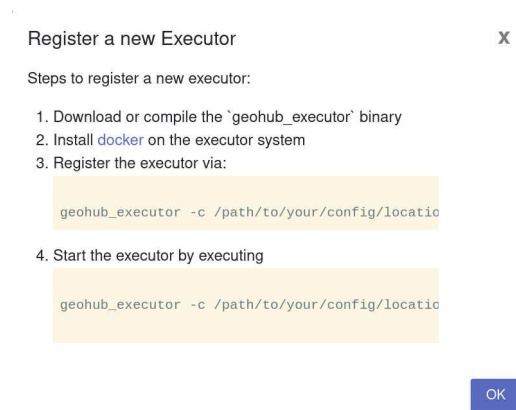 Register a new Executor
X
Steps to register a new executor:
1. Download or compile the `geohub_executor` binary
2. Install docker on the executor system
3. Register the executor via:
geohub_executor -c /path/to/your/config/locatio
4. Start the executor by executing
geohub_executor -c /path/to/your/config/locatio
OK